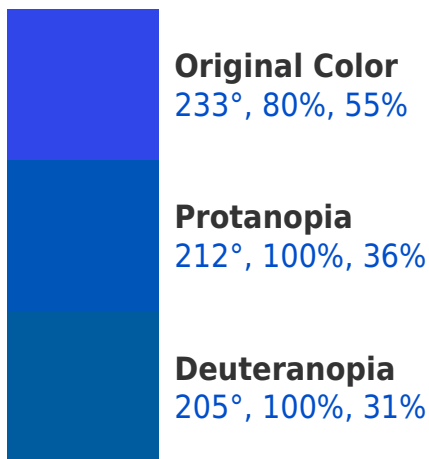 Original Color
233°, 80%, 55%
Protanopia
212°, 100%, 36%
Deuteranopia
205°, 100%, 31%